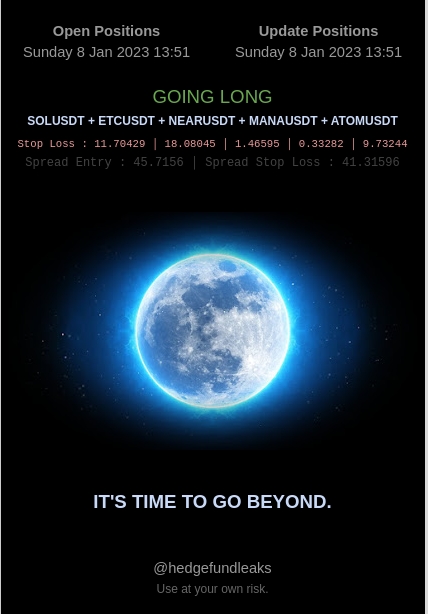 Open Positions
Sunday 8 Jan 2023 13:51
Update Positions
Sunday 8 Jan 2023 13:51
GOING LONG
SOLUSDT + ETCUSDT + NEARUSDT + MANAUSDT + ATOMUSDT
Stop Loss : 11.70429 | 18.08045 | 1.46595 | 0.33282 | 9.73244
Spread Entry : 45.7156 | Spread Stop Loss : 41.31596
IT'S TIME TO GO BEYOND.
@hedgefundleaks
Use at your own risk.